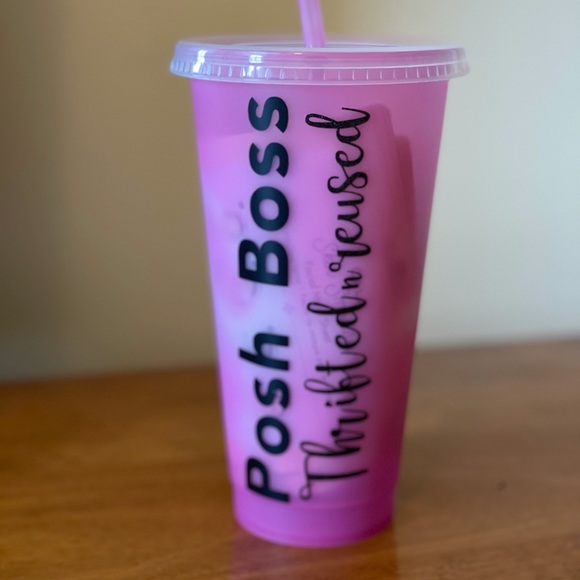 Posh Boss
Thrifted n reused